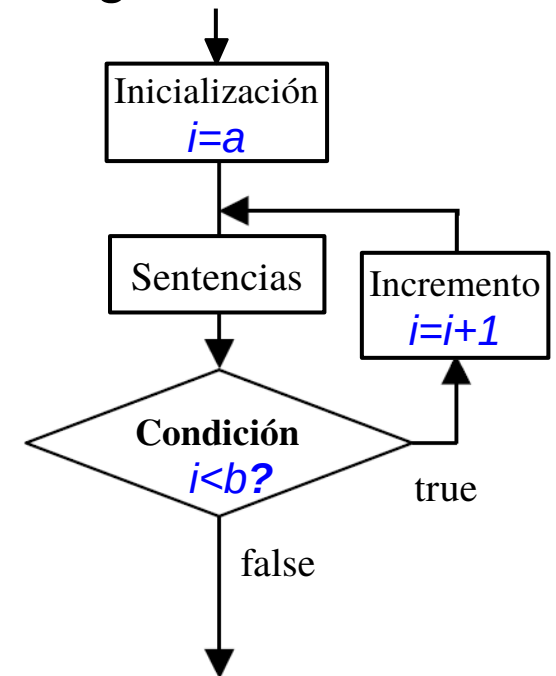 Inicialización
i=a
Sentencias
Incremento
i=i+1
Condición
i<b?
true
false